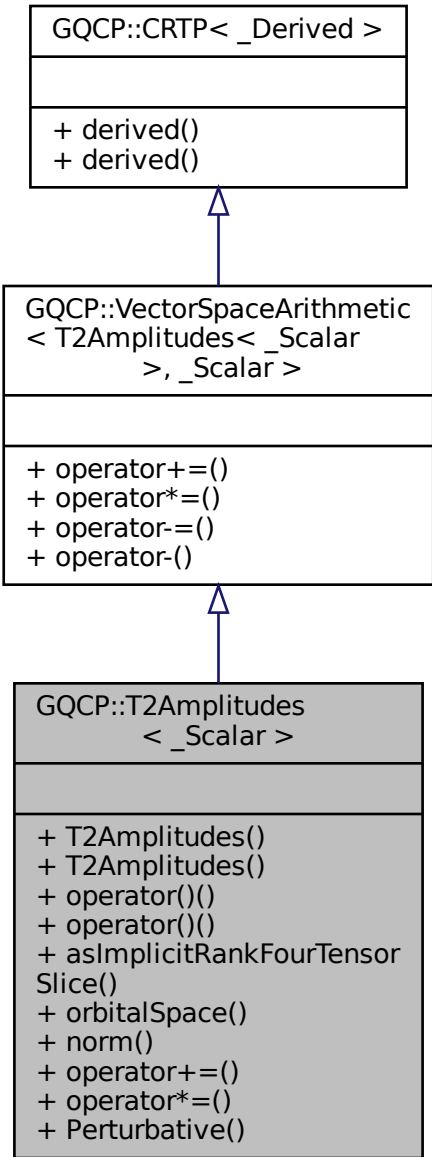 GQCP::CRTP< _Derived >
+ derived()
+ derived()
GQCP::VectorSpaceArithmetic
< T2Amplitudes< _Scalar
>, _Scalar >
+ operator+=()
+ operator*=()
+ operator-=()
+ operator-()
GQCP::T2Amplitudes
< _Scalar >
+ T2Amplitudes()
+ T2Amplitudes()
+ operator()()
+ operator()()
+ asImplicitRankFourTensor
Slice()
+ orbitalSpace()
+ norm()
+ operator+=()
+ operator*=()
+ Perturbative()